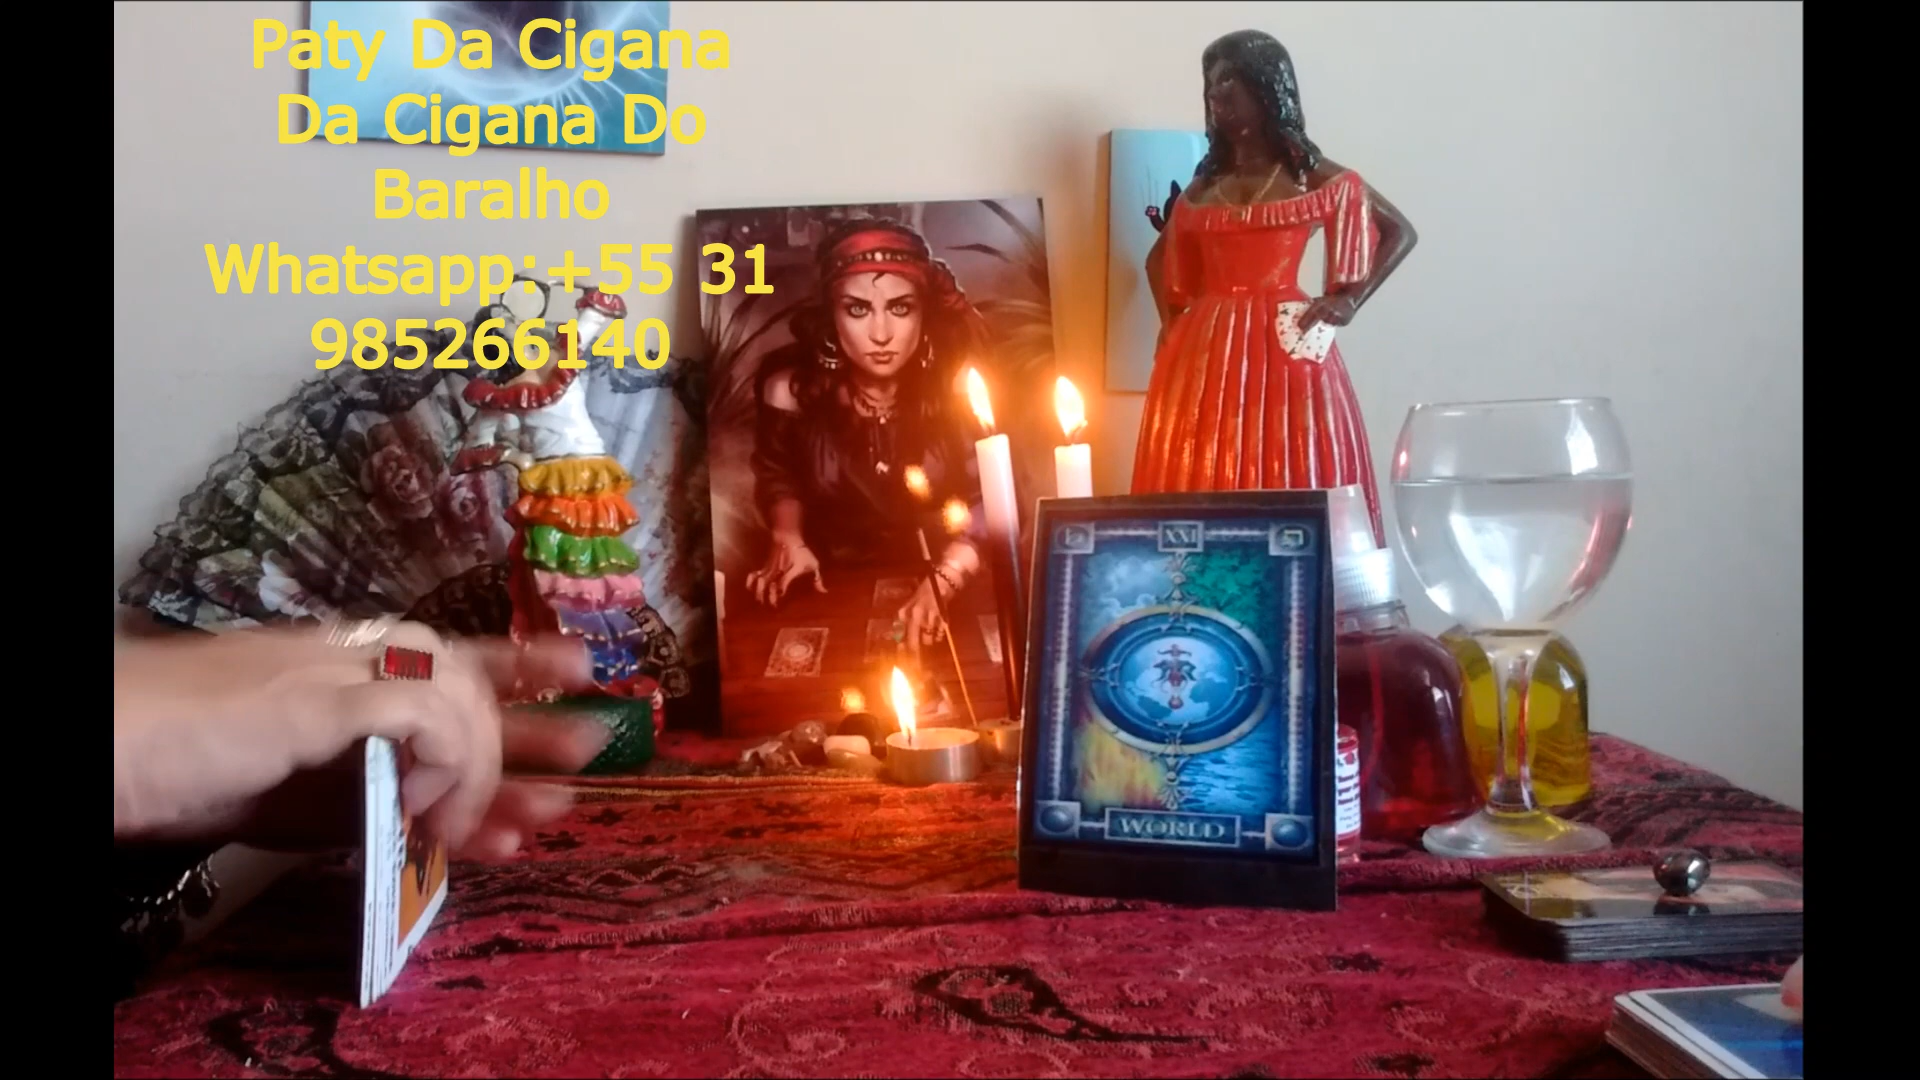 Paty Da Cigana
Da Cigana Do
Baralho
Whatsapp:+55 31
985266140
XXI
WORLD